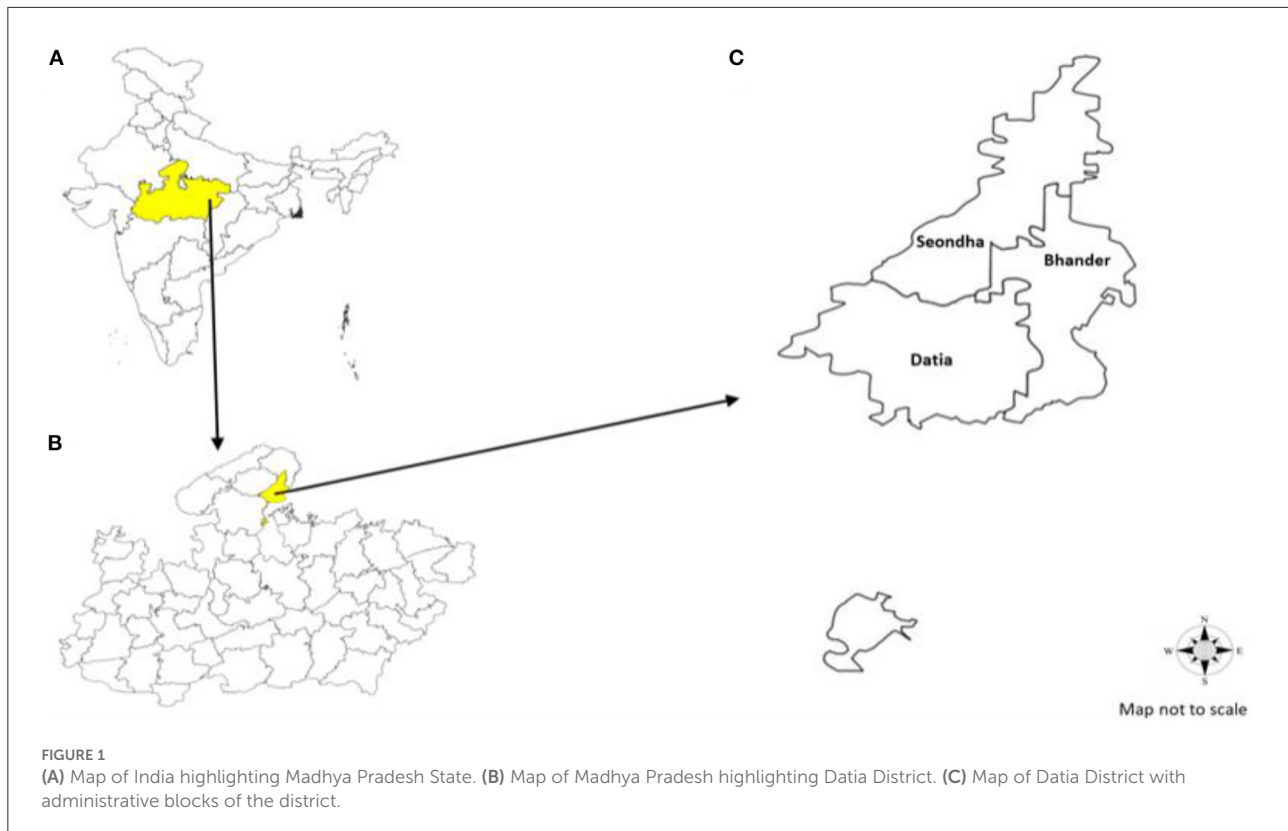 A
C
Seondha
Bhander
Datia
B
N
W E
S
Map not to scale
FIGURE 1
(A) Map of India highlighting Madhya Pradesh State. (B) Map of Madhya Pradesh highlighting Datia District. (C) Map of Datia District with
administrative blocks of the district.